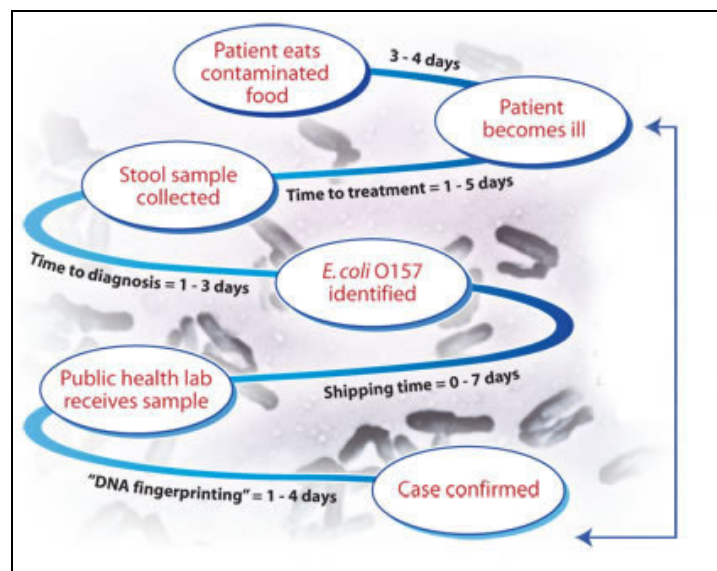 Patient eats
contaminated
food
3 - 4 days
Patient
becomes ill
Stool sample
collected
Time to treatment = 1 - 5 days
Time to diagnosis = 1 - 3 days
E. coli O157
identified
Public health lab
receives sample
Shipping time = 0 - 7 days
“DNA fingerprinting” = 1 - 4 days
Case confirmed